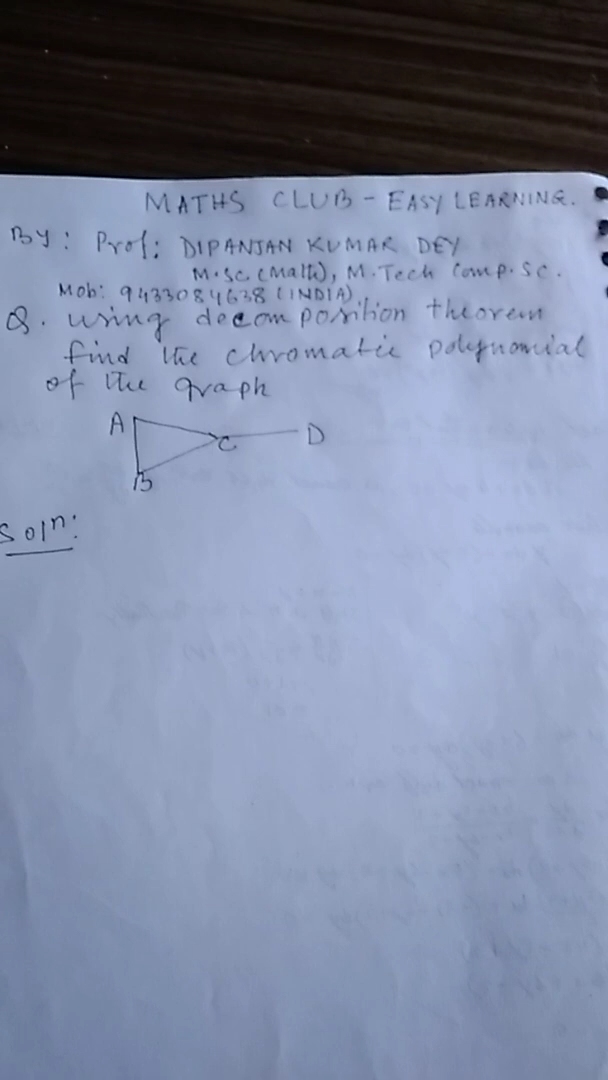 MATHS CLUB - EASY LEARNING.
By: Prof: DIPANJAN KUMAR DEY
M.Sc (Math), M.Tech Comp.Sc.
Mob: 9433084638 (INDIA).
Q. using decomposition theorem
find the chromatic polynomial
of the graph
A
C D
B
Soln: